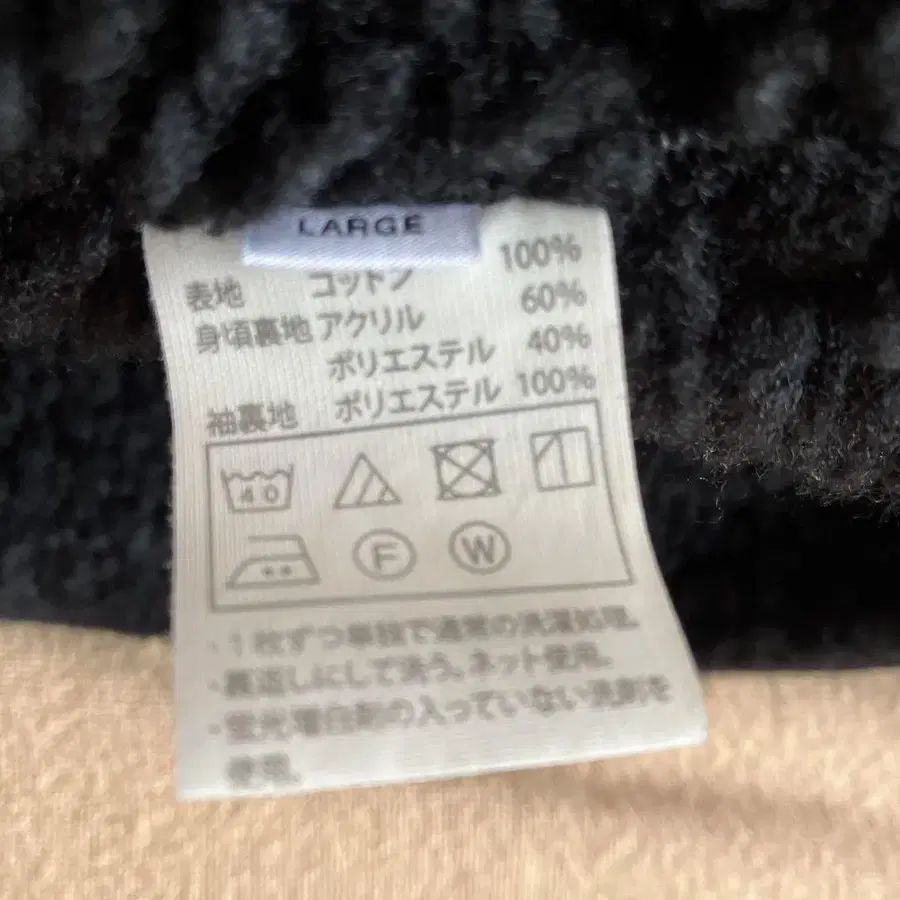 LARGE
表地 コットン 100%
身頃裏地 アクリル 60%
ポリエステル 40%
袖裏地 ポリエステル 100%
40
F W
・1枚ずつ単独で通常の洗濯処理。
・裏返しにして洗う。ネット使用。
・蛍光増白剤の入っていない洗剤を
使用。